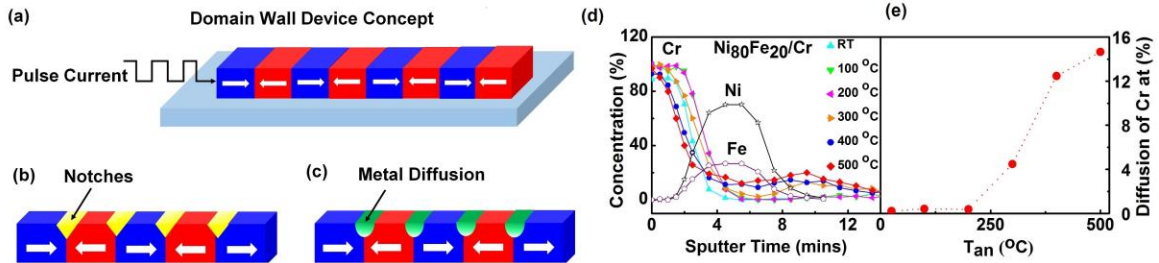 (a)
Domain Wall Device Concept
Pulse Current
(b)
Notches
(c)
Metal Diffusion
(d)
Concentration (%)
120
80
40
0
Cr
Ni80Fe20/Cr
Ni
Fe
RT
100 °C
200 °C
300 °C
400 °C
500 °C
0 4 8 12
Sputter Time (mins)
(e)
0 250 500
Tan (°C)
16
12
8
4
0
Diffusion of Cr at (%)